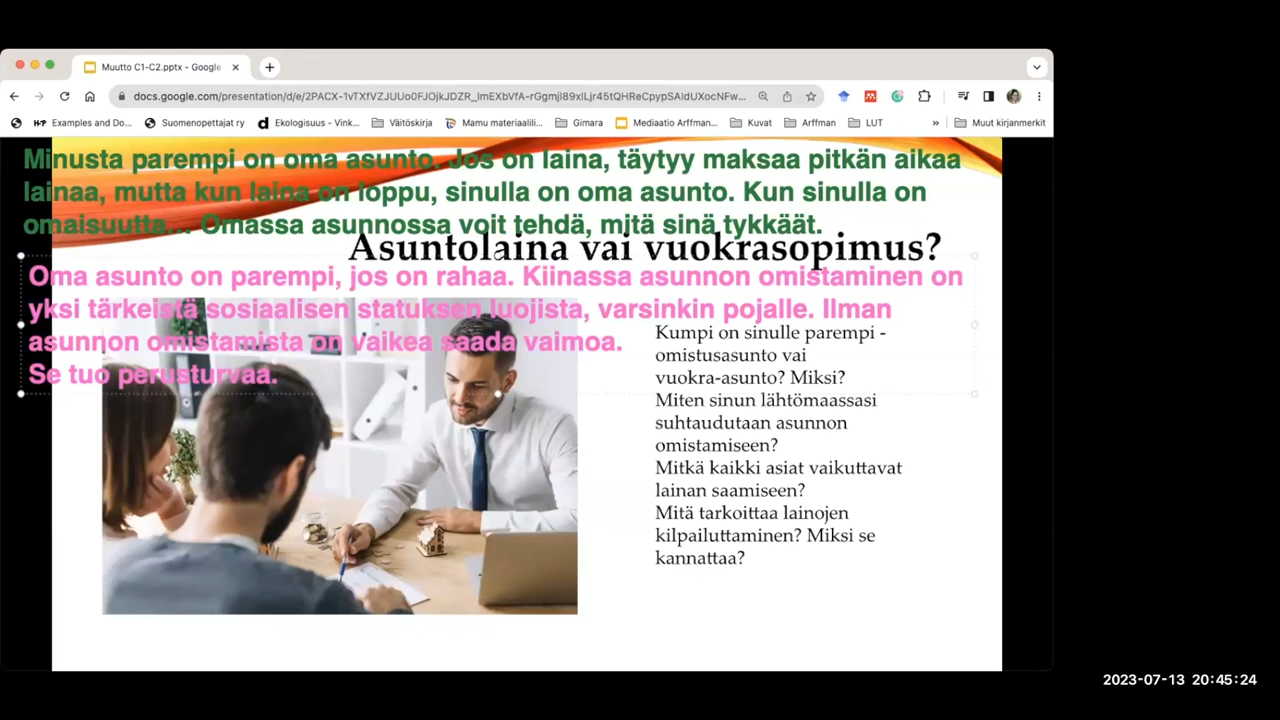 Muutto C1-C2.pptx - Google
docs.google.com/presentation/d/e/2PACX-1vTXfVZJUUo0FJOjkJDZR_lmEXbVfA-rGgmjl89xlLjr45tQHReCpypSAldUXocNFw...
Examples and Do... Suomenopettajat ry Ekologisuus - Vink... Väitöskirja Mamu materiaalili... Gimara Mediaatio Arffman... Kuvat Arffman LUT » Muut kirjanmerkit
Minusta parempi on oma asunto. Jos on laina, täytyy maksaa pitkän aikaa
lainaa, mutta kun laina on loppu, sinulla on oma asunto. Kun sinulla on
omaisuutta... Omassa asunnossa voit tehdä, mitä sinä tykkäät.
Asuntolaina vai vuokrasopimus?
Oma asunto on parempi, jos on rahaa. Kiinassa asunnon omistaminen on
yksi tärkeistä sosiaalisen statuksen luojista, varsinkin pojalle. Ilman
asunnon omistamista on vaikea saada vaimoa.
Se tuo perusturvaa.
Kumpi on sinulle parempi -
omistusasunto vai
vuokra-asunto? Miksi?
Miten sinun lähtömaassasi
suhtaudutaan asunnon
omistamiseen?
Mitkä kaikki asiat vaikuttavat
lainan saamiseen?
Mitä tarkoittaa lainojen
kilpailuttaminen? Miksi se
kannattaa?
2023-07-13 20:45:24